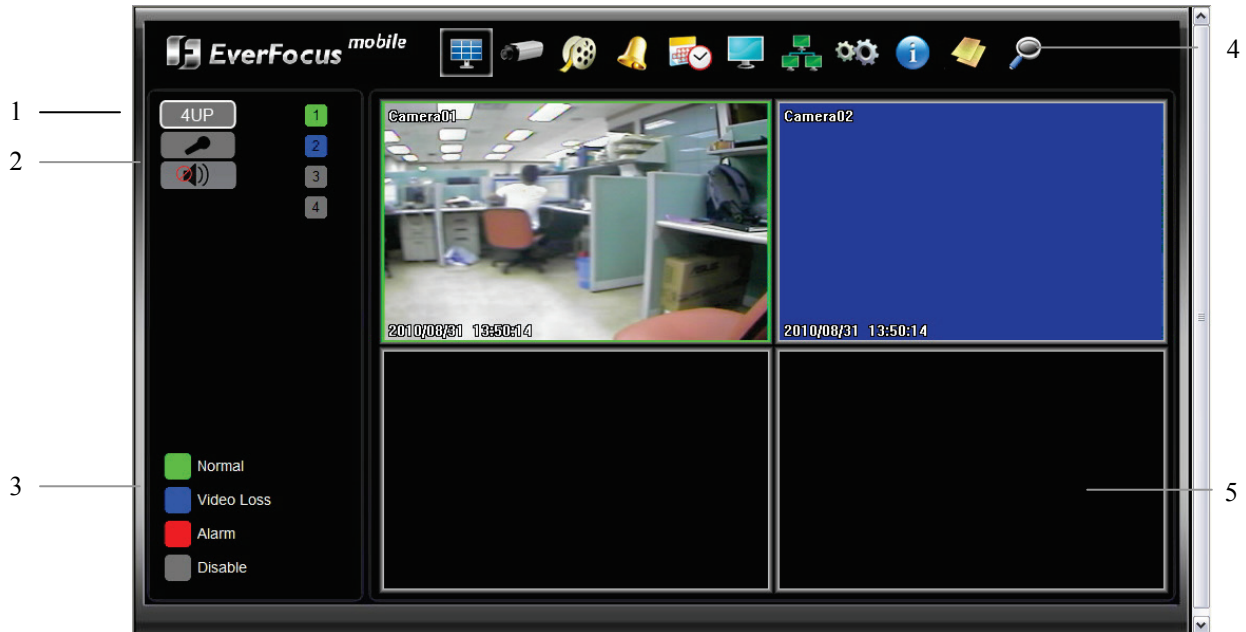 EverFocus mobile
1
2
3
4
5
4UP
1
2
3
4
Camera01
2010/08/31 13:50:14
Camera02
2010/08/31 13:50:14
Normal
Video Loss
Alarm
Disable